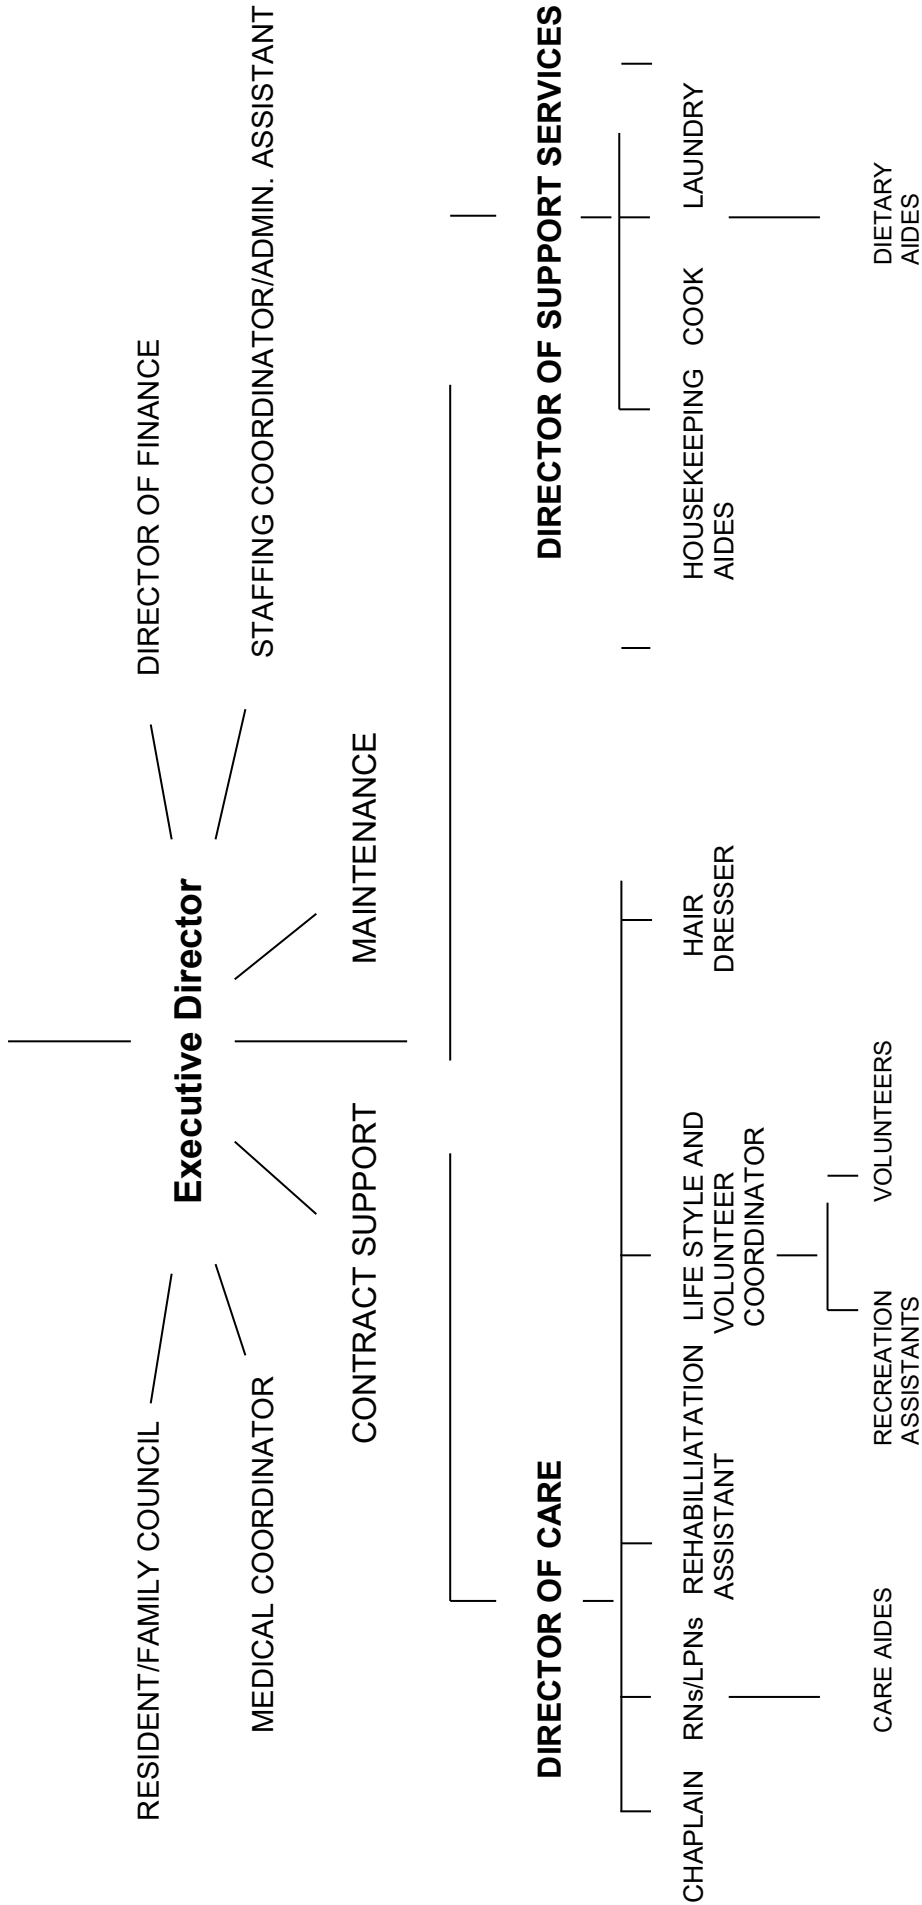 RESIDENT/FAMILY COUNCIL
DIRECTOR OF FINANCE
Executive Director
MEDICAL COORDINATOR
STAFFING COORDINATOR/ADMIN. ASSISTANT
CONTRACT SUPPORT
MAINTENANCE
DIRECTOR OF CARE
DIRECTOR OF SUPPORT SERVICES
CHAPLAIN
RNs/LPNs
REHABILLIATATION
ASSISTANT
LIFE STYLE AND
VOLUNTEER
COORDINATOR
HAIR
DRESSER
HOUSEKEEPING
AIDES
COOK
LAUNDRY
CARE AIDES
RECREATION
ASSISTANTS
VOLUNTEERS
DIETARY
AIDES